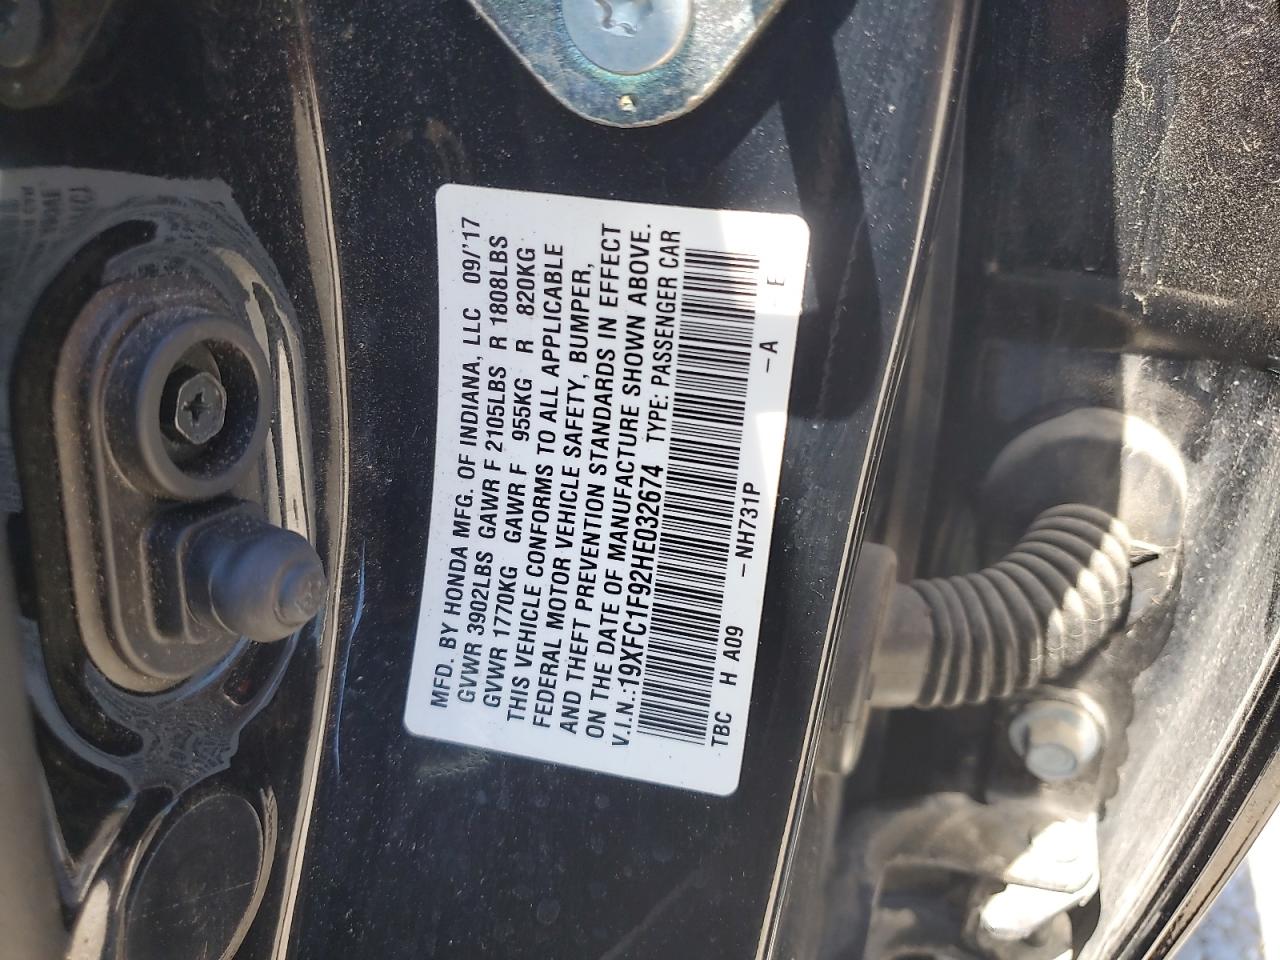 MFD. BY HONDA MFG. OF INDIANA, LLC 09/'17
GVWR 3902LBS GAWR F 2105LBS R 1808LBS
GVWR 1770KG GAWR F 955KG R 820KG
THIS VEHICLE CONFORMS TO ALL APPLICABLE
FEDERAL MOTOR VEHICLE SAFETY, BUMPER,
AND THEFT PREVENTION STANDARDS IN EFFECT
ON THE DATE OF MANUFACTURE SHOWN ABOVE.
V.I.N.:19XFC1F92HE032674 TYPE: PASSENGER CAR
TBC H A09 –NH731P –A –E